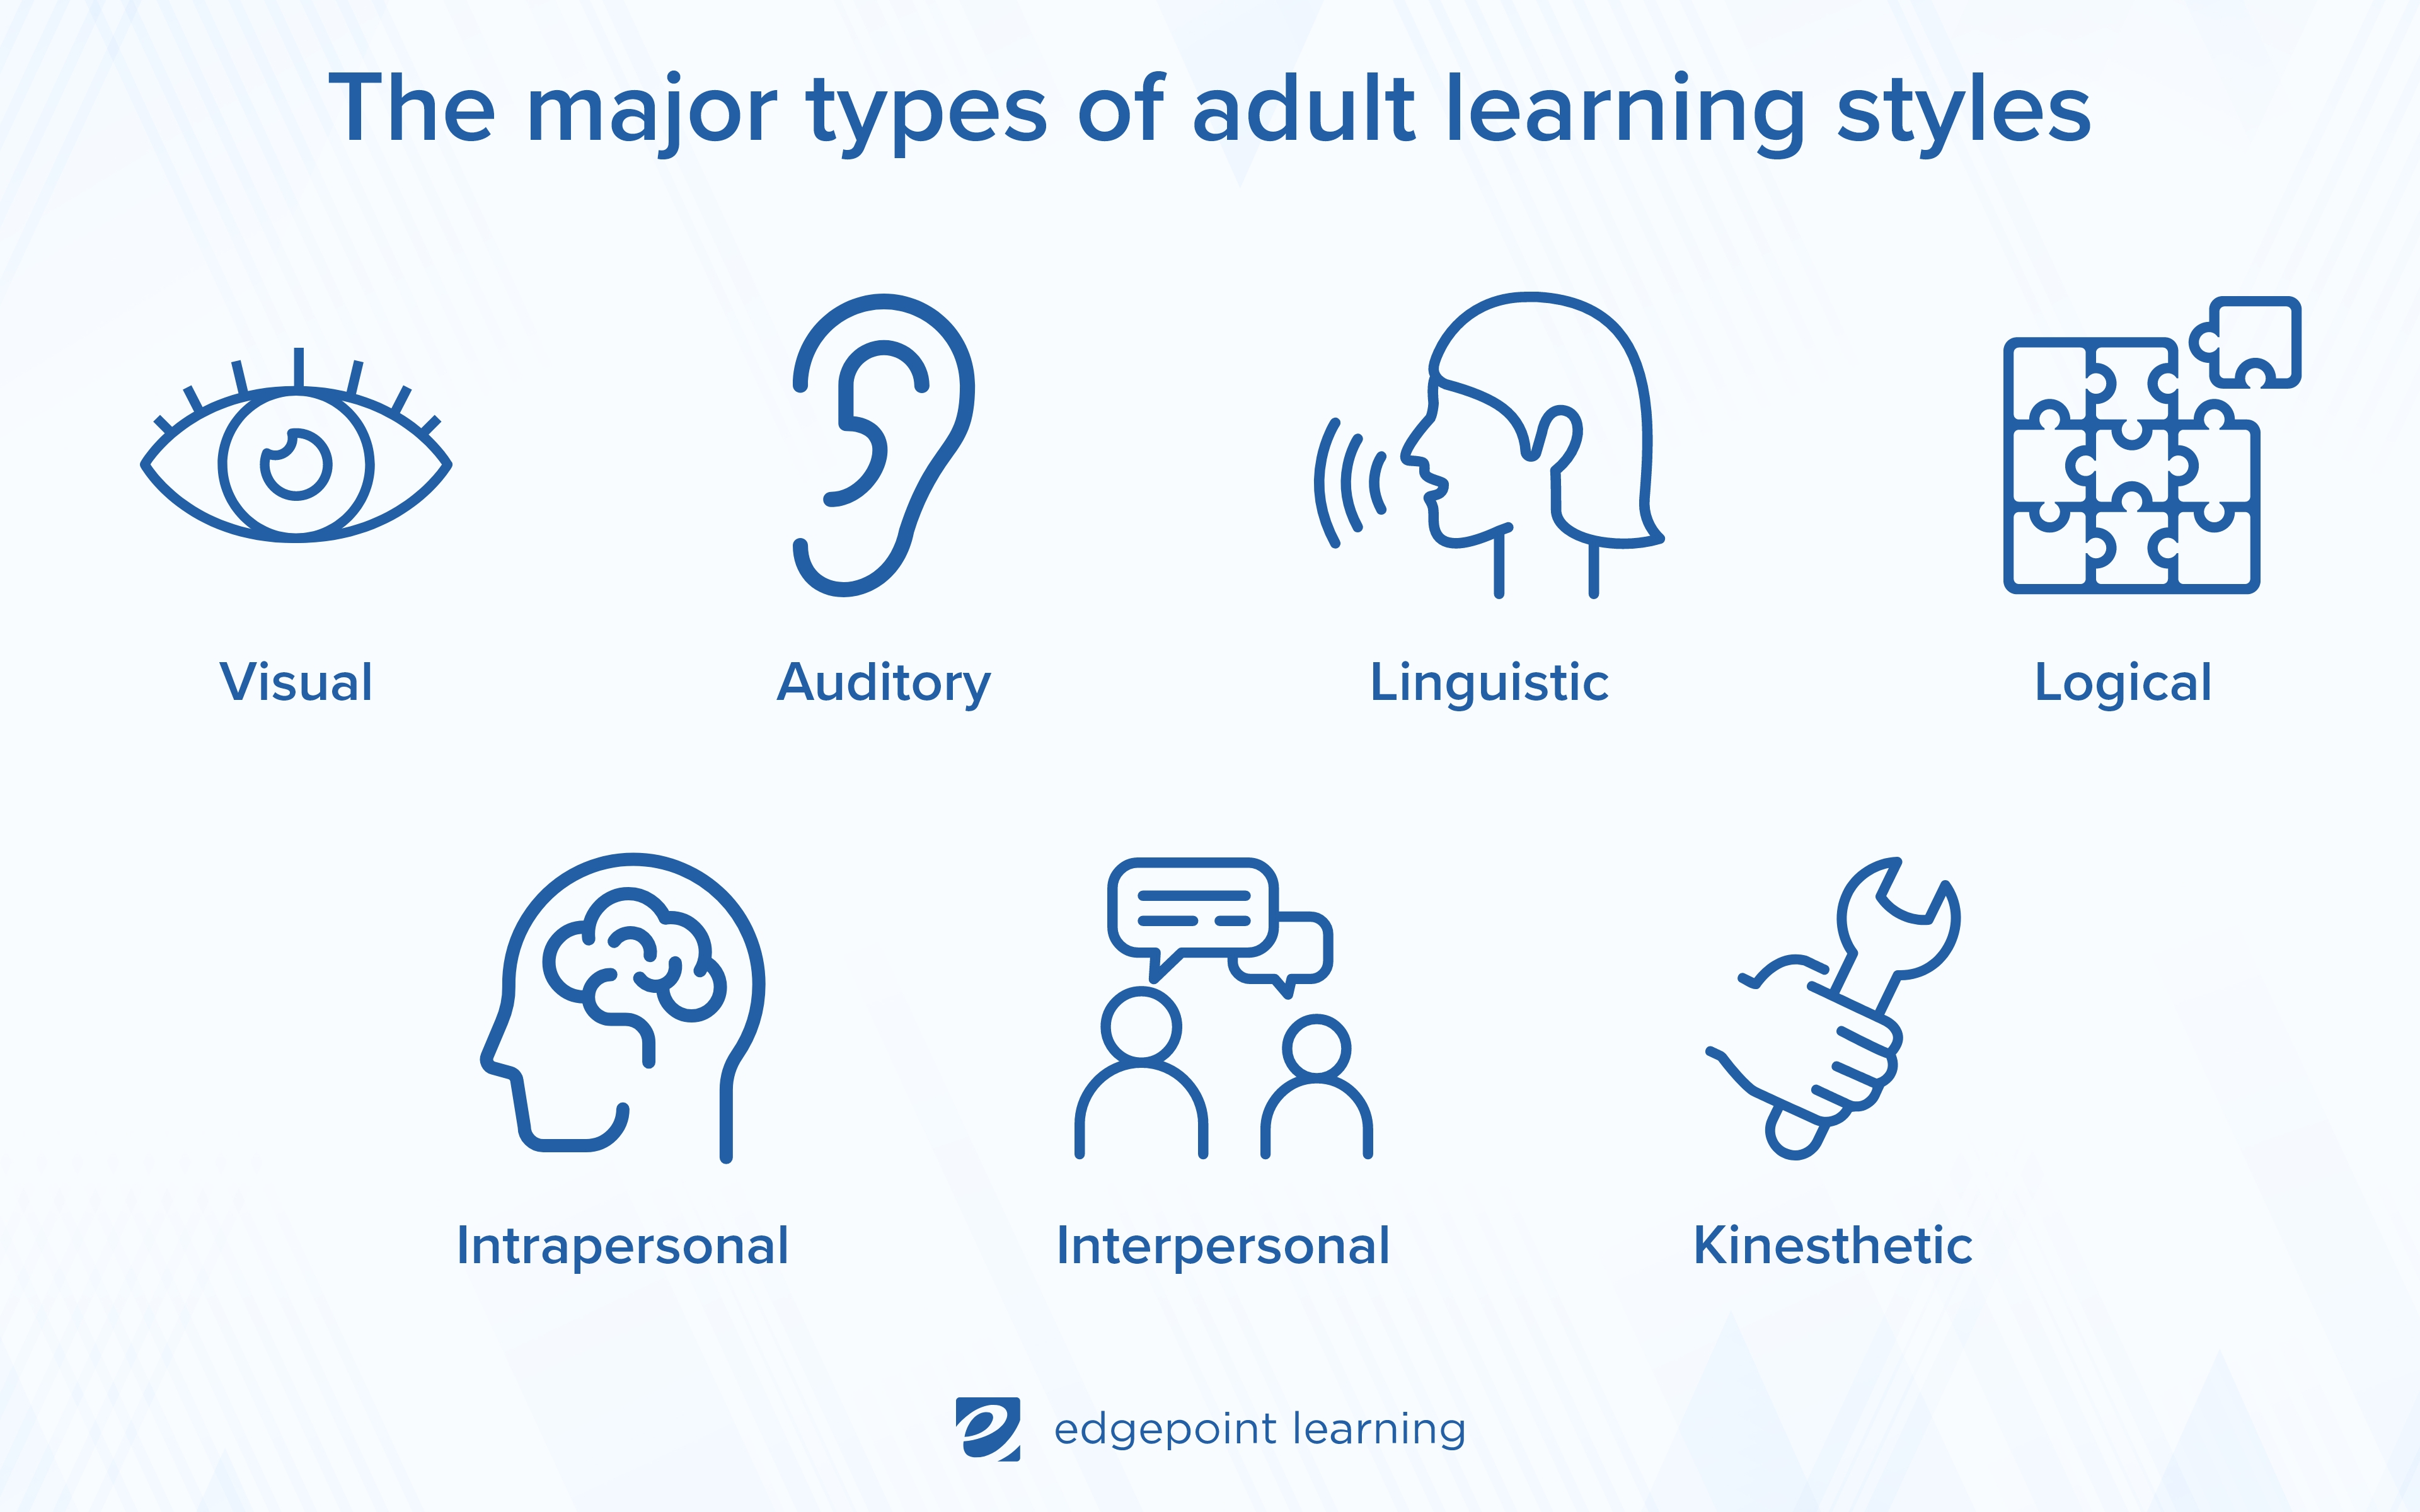 The major types of adult learning styles
Visual
Auditory
Linguistic
Logical
Intrapersonal
Interpersonal
Kinesthetic
edgepoint learning